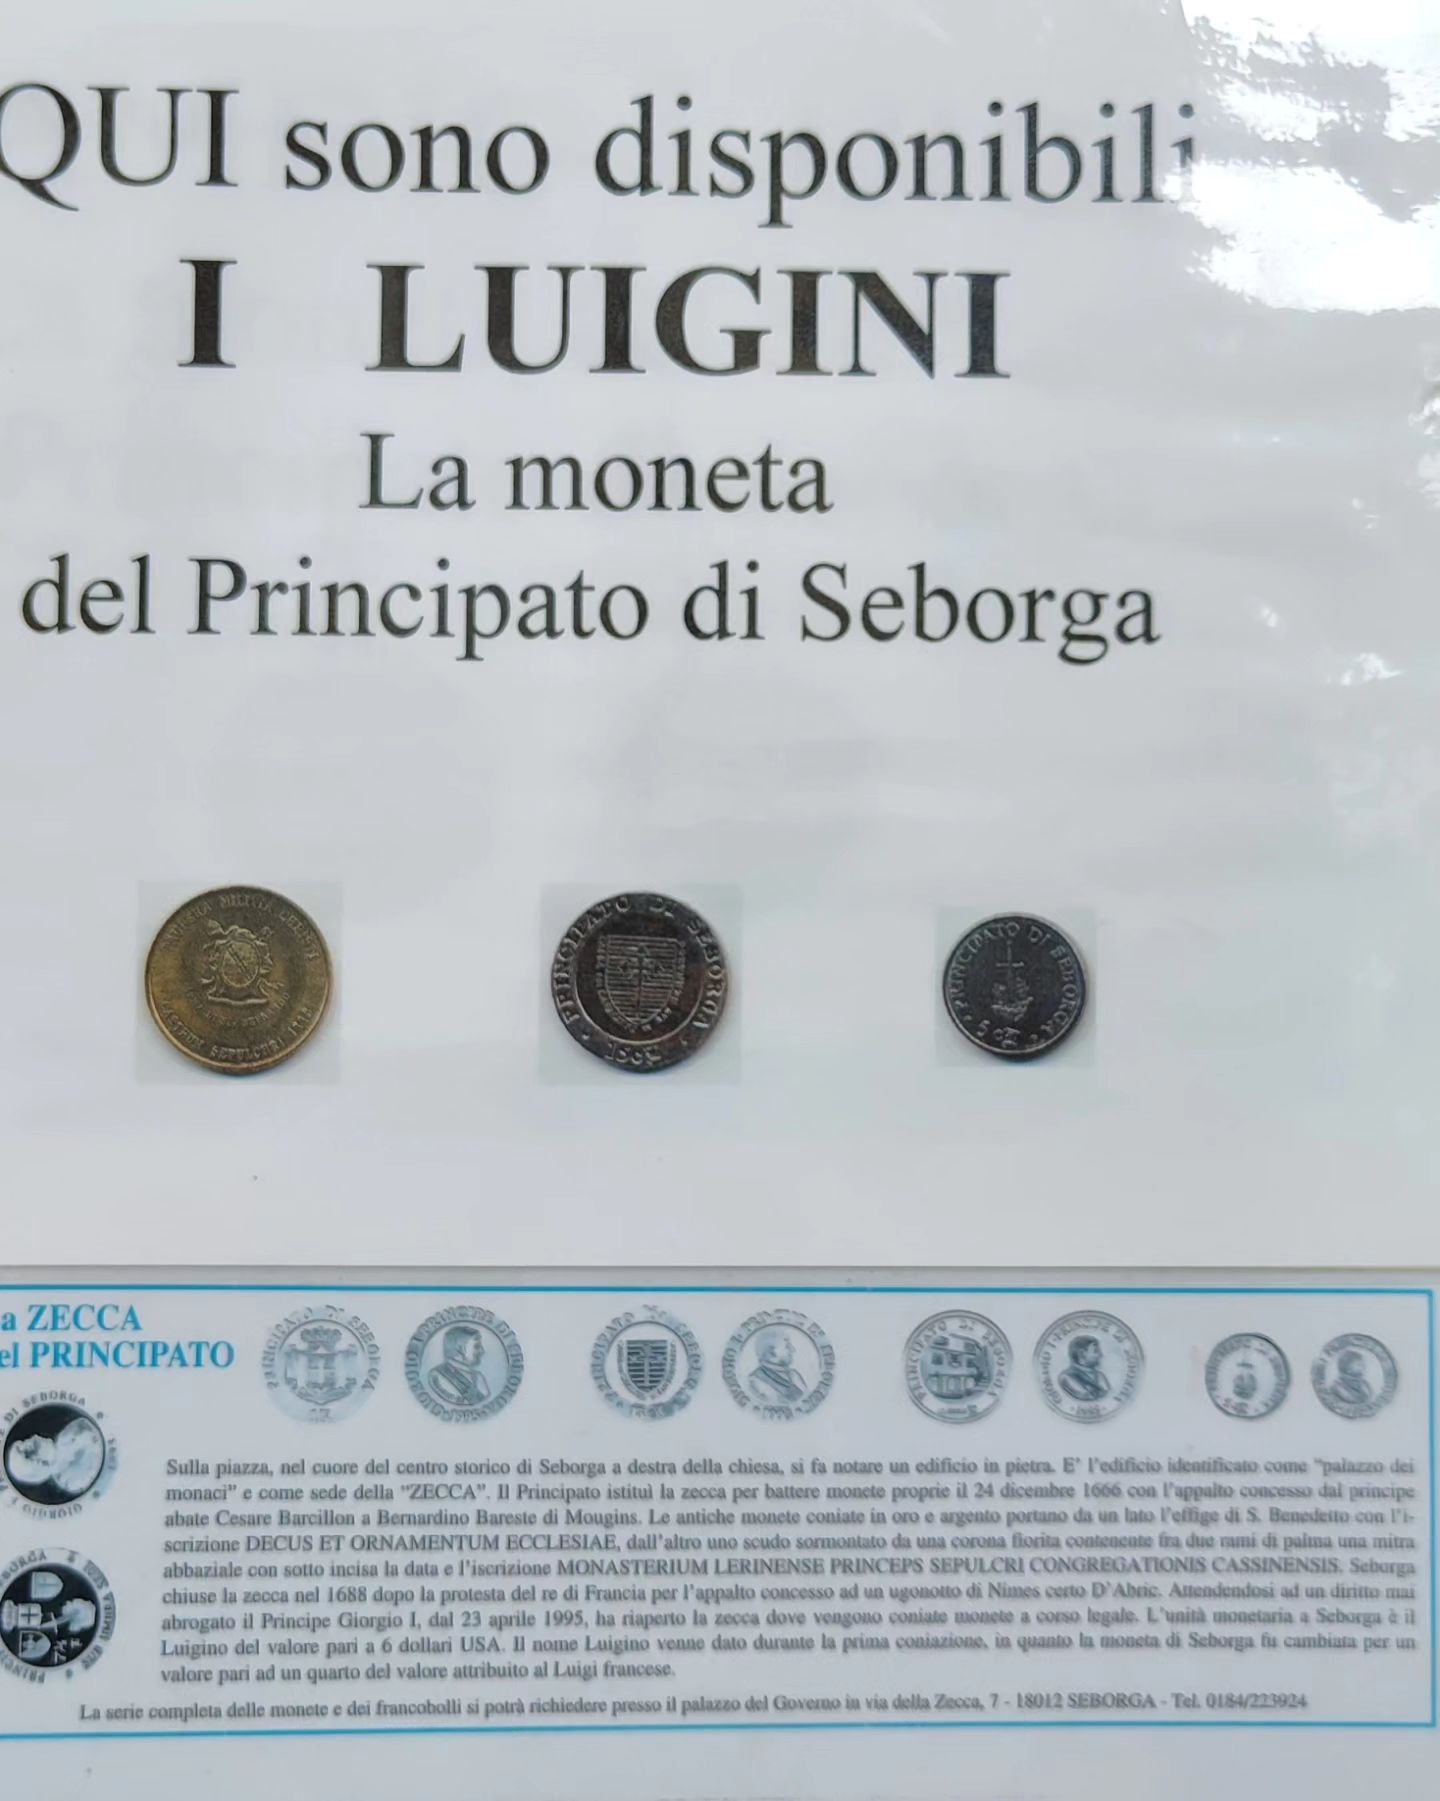 QUI sono disponibili
I LUIGINI
La moneta
del Principato di Seborga
PRINCIPATO DI SEBORGA
PRINCIPATO DI SEBORGA
a ZECCA
el PRINCIPATO
Sulla piazza, nel cuore del centro storico di Seborga a destra della chiesa, si fa notare un edificio in pietra. E' l'edificio identificato come "palazzo dei
monaci" e come sede della "ZECCA". Il Principato istituì la zecca per battere monete proprie il 24 dicembre 1666 con l'appalto concesso dal principe
abate Cesare Barcillon a Bernardino Bareste di Mougins. Le antiche monete coniate in oro e argento portano da un lato l'effige di S. Benedetto con l'i-
scrizione DECUS ET ORNAMENTUM ECCLESIAE, dall'altro uno scudo sormontato da una corona fiorita contenente fra due rami di palma una mitra
abbaziale con sotto incisa la data e l'iscrizione MONASTERIUM LERINENSE PRINCEPS SEPULCRI CONGREGATIONIS CASSINENSIS. Seborga
chiuse la zecca nel 1688 dopo la protesta del re di Francia per l'appalto concesso ad un ugonotto di Nimes certo D'Abric. Attendendosi ad un diritto mai
abrogato il Principe Giorgio I, dal 23 aprile 1995, ha riaperto la zecca dove vengono coniate monete a corso legale. L'unità monetaria a Seborga è il
Luigino del valore pari a 6 dollari USA. Il nome Luigino venne dato durante la prima coniazione, in quanto la moneta di Seborga fu cambiata per un
valore pari ad un quarto del valore attribuito al Luigi francese.
La serie completa delle monete e dei francobolli si potrà richiedere presso il palazzo del Governo in via della Zecca, 7 - 18012 SEBORGA - Tel. 0184/223924